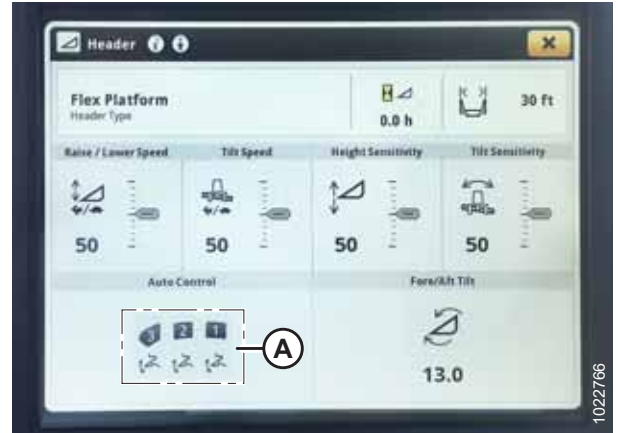 Header
Flex Platform
Header Type
0.0 h
30 ft
Raise / Lower Speed
Tilt Speed
Height Sensitivity
Tilt Sensitivity
50
50
50
50
Auto Control
Fore/Aft Tilt
3 2 1
A
13.0
1022766